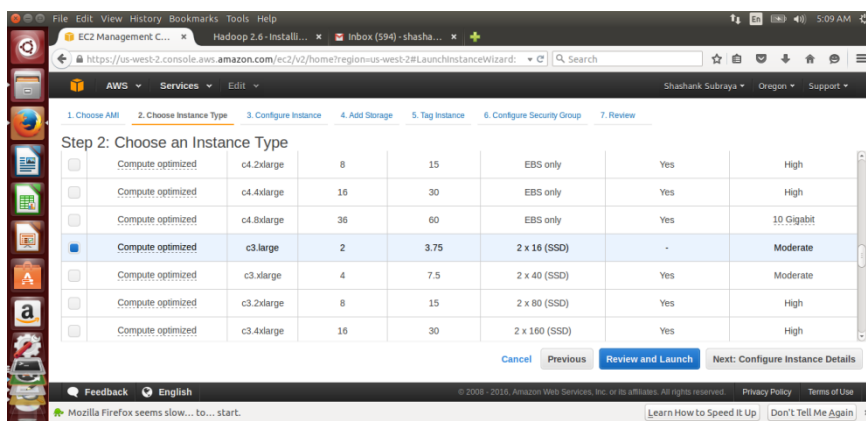 File Edit View History Bookmarks Tools Help En 5:09 AM
EC2 Management C... × Hadoop 2.6 - Installi... × Inbox (594) - shasha... ×
https://us-west-2.console.aws.amazon.com/ec2/v2/home?region=us-west-2#LaunchInstanceWizard: Search
AWS Services Edit Shashank Subraya Oregon Support
1. Choose AMI 2. Choose Instance Type 3. Configure Instance 4. Add Storage 5. Tag Instance 6. Configure Security Group 7. Review
Step 2: Choose an Instance Type
Compute optimized c4.2xlarge 8 15 EBS only Yes High
Compute optimized c4.4xlarge 16 30 EBS only Yes High
Compute optimized c4.8xlarge 36 60 EBS only Yes 10 Gigabit
Compute optimized c3.large 2 3.75 2 x 16 (SSD) - Moderate
Compute optimized c3.xlarge 4 7.5 2 x 40 (SSD) Yes Moderate
Compute optimized c3.2xlarge 8 15 2 x 80 (SSD) Yes High
Compute optimized c3.4xlarge 16 30 2 x 160 (SSD) Yes High
Cancel Previous Review and Launch Next: Configure Instance Details
Feedback English © 2008 - 2016, Amazon Web Services, Inc. or its affiliates. All rights reserved. Privacy Policy Terms of Use
Mozilla Firefox seems slow... to... start. Learn How to Speed It Up Don't Tell Me Again